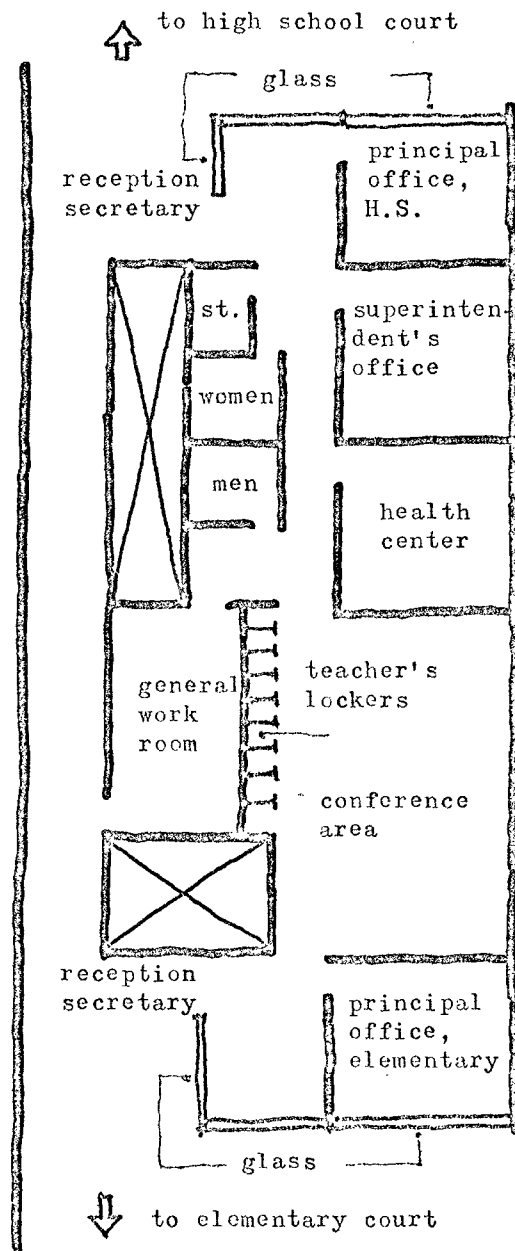 to high school court
glass
principal
office,
H.S.
reception
secretary
st.
superinten-
dent's
office
women
men
health
center
general
work
room
teacher's
lockers
conference
area
reception
secretary
principal
office,
elementary
glass
to elementary court